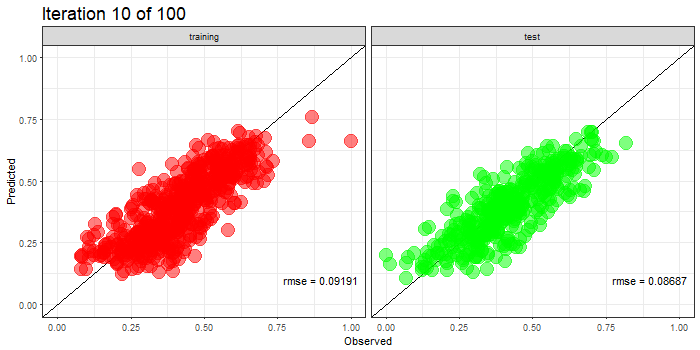 Iteration 10 of 100
training
test
1.00
0.75
0.50
0.25
0.00
Predicted
rmse = 0.09191
rmse = 0.08687
0.00 0.25 0.50 0.75 1.00
0.00 0.25 0.50 0.75 1.00
Observed